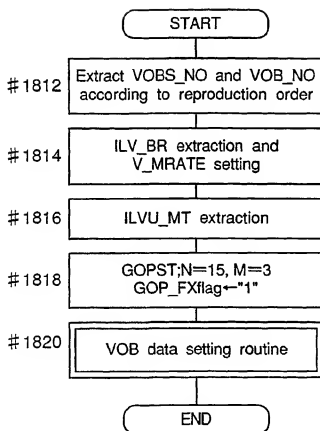 START
#1812
Extract VOBS_NO and VOB_NO
according to reproduction order
#1814
ILV_BR extraction and
V_MRATE setting
#1816
ILVU_MT extraction
#1818
GOPST;N=15, M=3
GOP_FXflag←"1"
#1820
VOB data setting routine
END